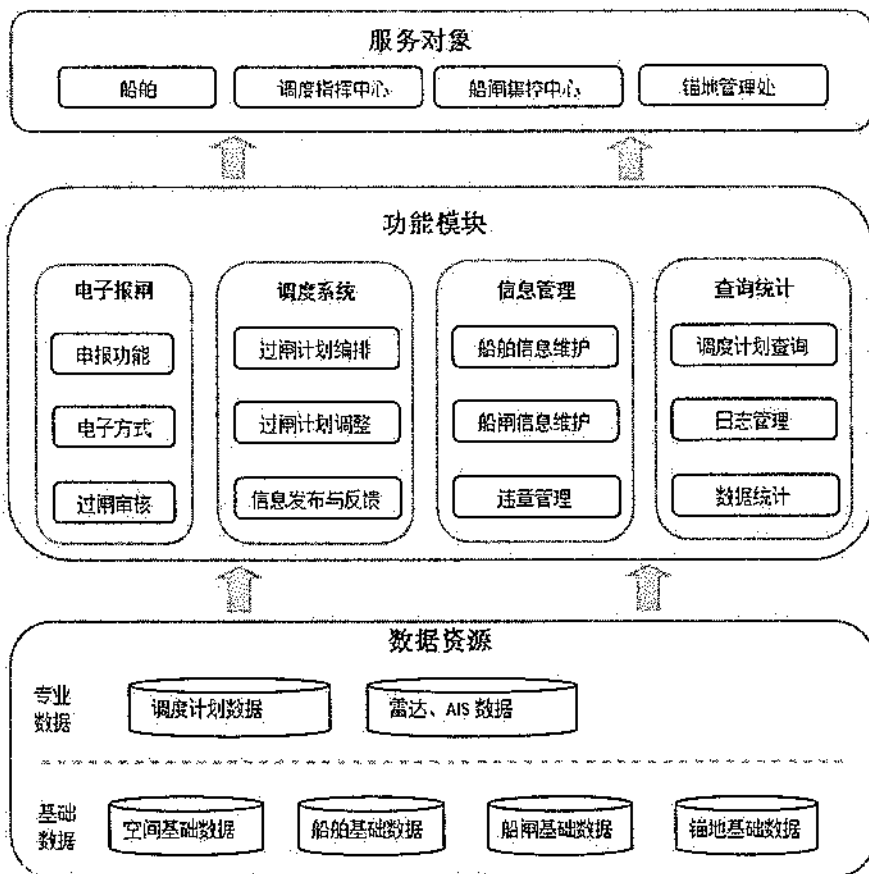 服务对象
船舶
调度指挥中心
船闸集控中心
锚地管理处
功能模块
电子报闸
申报功能
电子方式
过闸审核
调度系统
过闸计划编排
过闸计划调整
信息发布与反馈
信息管理
船舶信息维护
船闸信息维护
违章管理
查询统计
调度计划查询
日志管理
数据统计
数据资源
专业
数据
调度计划数据
雷达、AIS 数据
基础
数据
空间基础数据
船舶基础数据
船闸基础数据
锚地基础数据